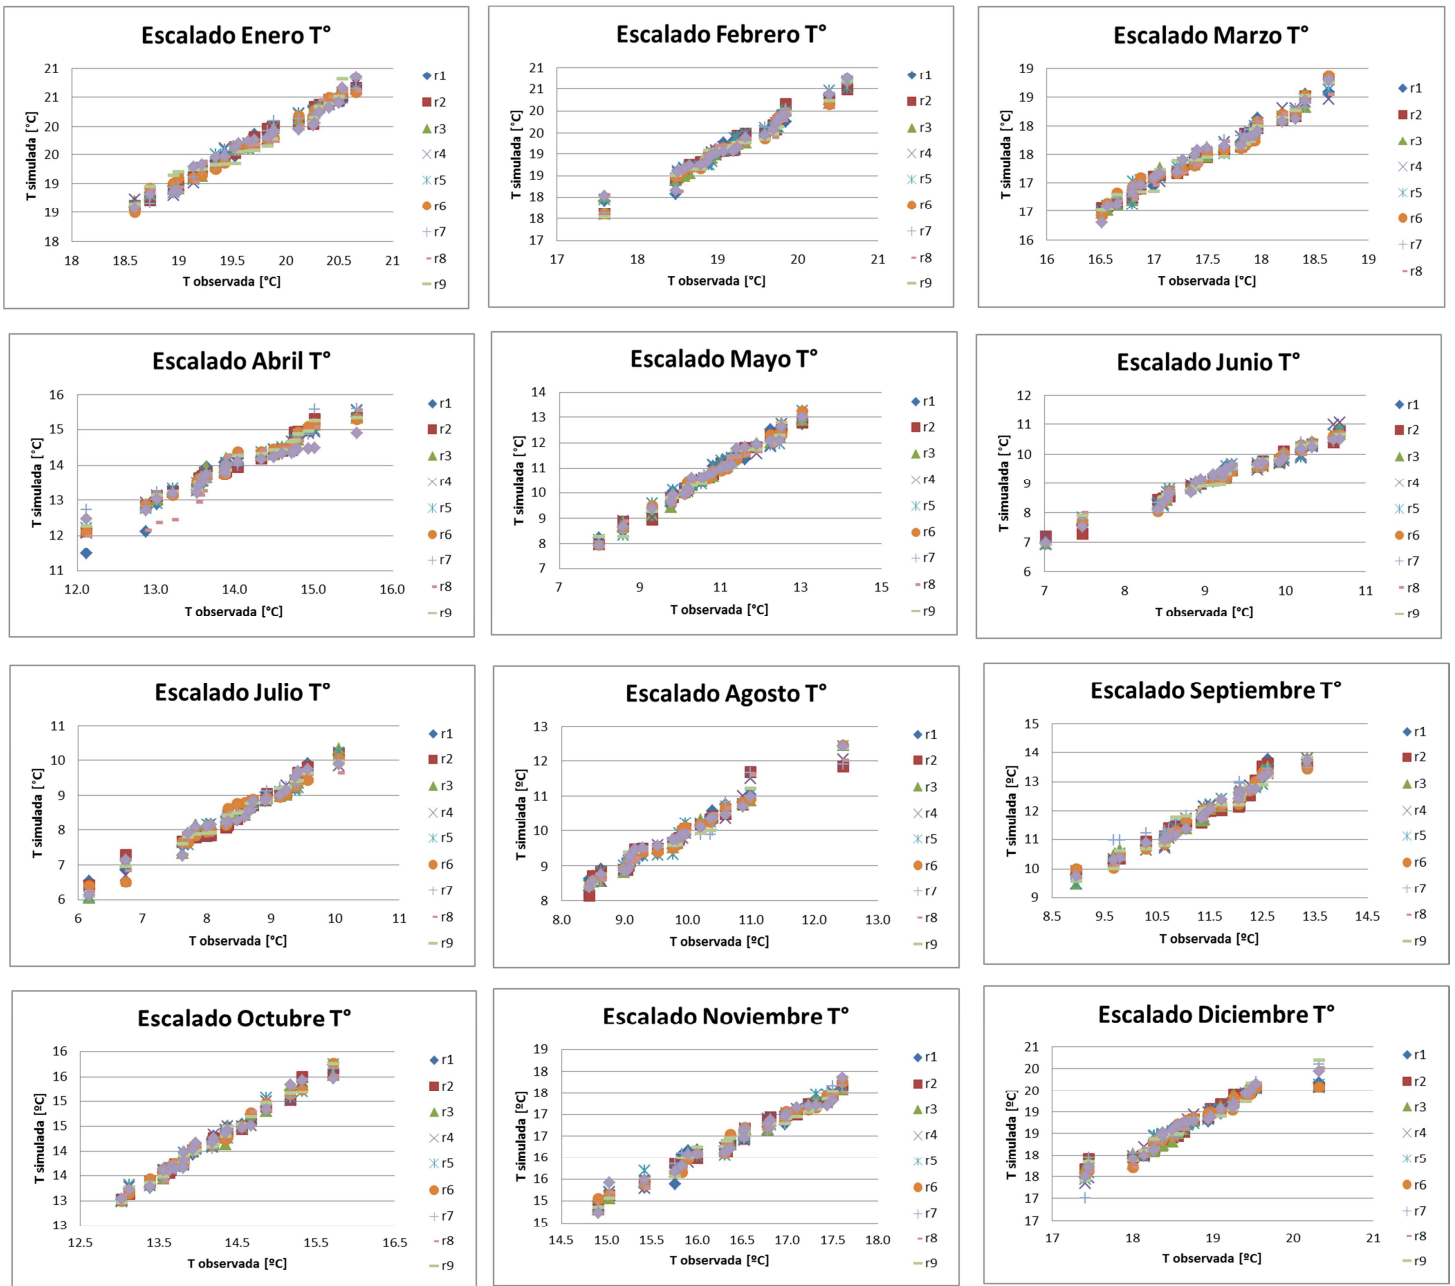 Escalado Enero T°
T simulada [°C]
21
21
20
20
19
19
18
18
18.5
19
19.5
20
20.5
21
T observada [°C]
r1
r2
r3
r4
r5
r6
r7
r8
r9
Escalado Febrero T°
T simulada [°C]
21
21
20
20
19
19
18
18
17
17
18
19
20
21
T observada [°C]
r1
r2
r3
r4
r5
r6
r7
r8
r9
Escalado Marzo T°
T simulada [°C]
19
19
18
18
17
17
16
16
16.5
17
17.5
18
18.5
19
T observada [°C]
r1
r2
r3
r4
r5
r6
r7
r8
Escalado Abril T°
T simulada [°C]
16
15
14
13
12
11
12.0
13.0
14.0
15.0
16.0
T observada [°C]
r1
r2
r3
r4
r5
r6
r7
r8
r9
Escalado Mayo T°
T simulada [°C]
14
13
12
11
10
9
8
7
7
9
11
13
15
T observada [°C]
r1
r2
r3
r4
r5
r6
r7
r8
r9
Escalado Junio T°
T simulada [°C]
12
11
10
9
8
7
6
7
8
9
10
11
T observada [°C]
r1
r2
r3
r4
r5
r6
r7
r8
r9
Escalado Julio T°
T simulada [°C]
11
10
9
8
7
6
6
7
8
9
10
11
T observada [°C]
r1
r2
r3
r4
r5
r6
r7
r8
r9
Escalado Agosto T°
T simulada [ºC]
13
12
11
10
9
8
8.0
9.0
10.0
11.0
12.0
13.0
T observada [ºC]
r1
r2
r3
r4
r5
r6
r7
r8
r9
Escalado Septiembre T°
T simulada [ºC]
15
14
13
12
11
10
9
8.5
9.5
10.5
11.5
12.5
13.5
14.5
T observada [ºC]
r1
r2
r3
r4
r5
r6
r7
r8
r9
Escalado Octubre T°
T simulada [ºC]
16
16
15
15
14
14
13
13
12.5
13.5
14.5
15.5
16.5
T observada [ºC]
r1
r2
r3
r4
r5
r6
r7
r8
r9
Escalado Noviembre T°
T simulada [ºC]
19
18
18
17
17
16
16
15
15
14.5
15.0
15.5
16.0
16.5
17.0
17.5
18.0
T observada [ºC]
r1
r2
r3
r4
r5
r6
r7
r8
r9
Escalado Diciembre T°
T simulada [ºC]
21
20
20
19
19
18
18
17
17
17
18
19
20
21
T observada [ºC]
r1
r2
r3
r4
r5
r6
r7
r8
r9